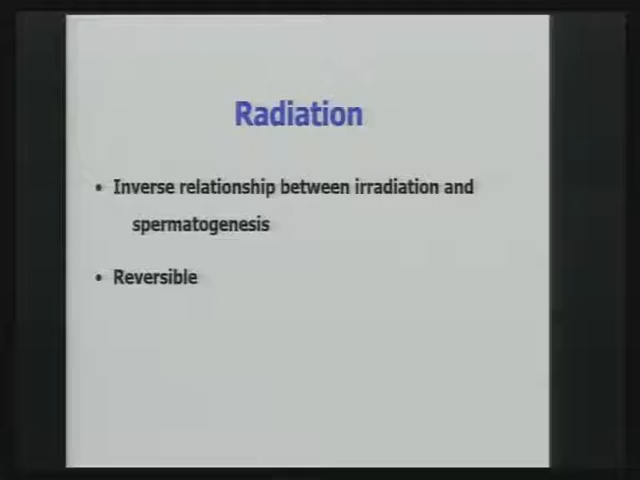 Radiation
• Inverse relationship between irradiation and
spermatogenesis
• Reversible